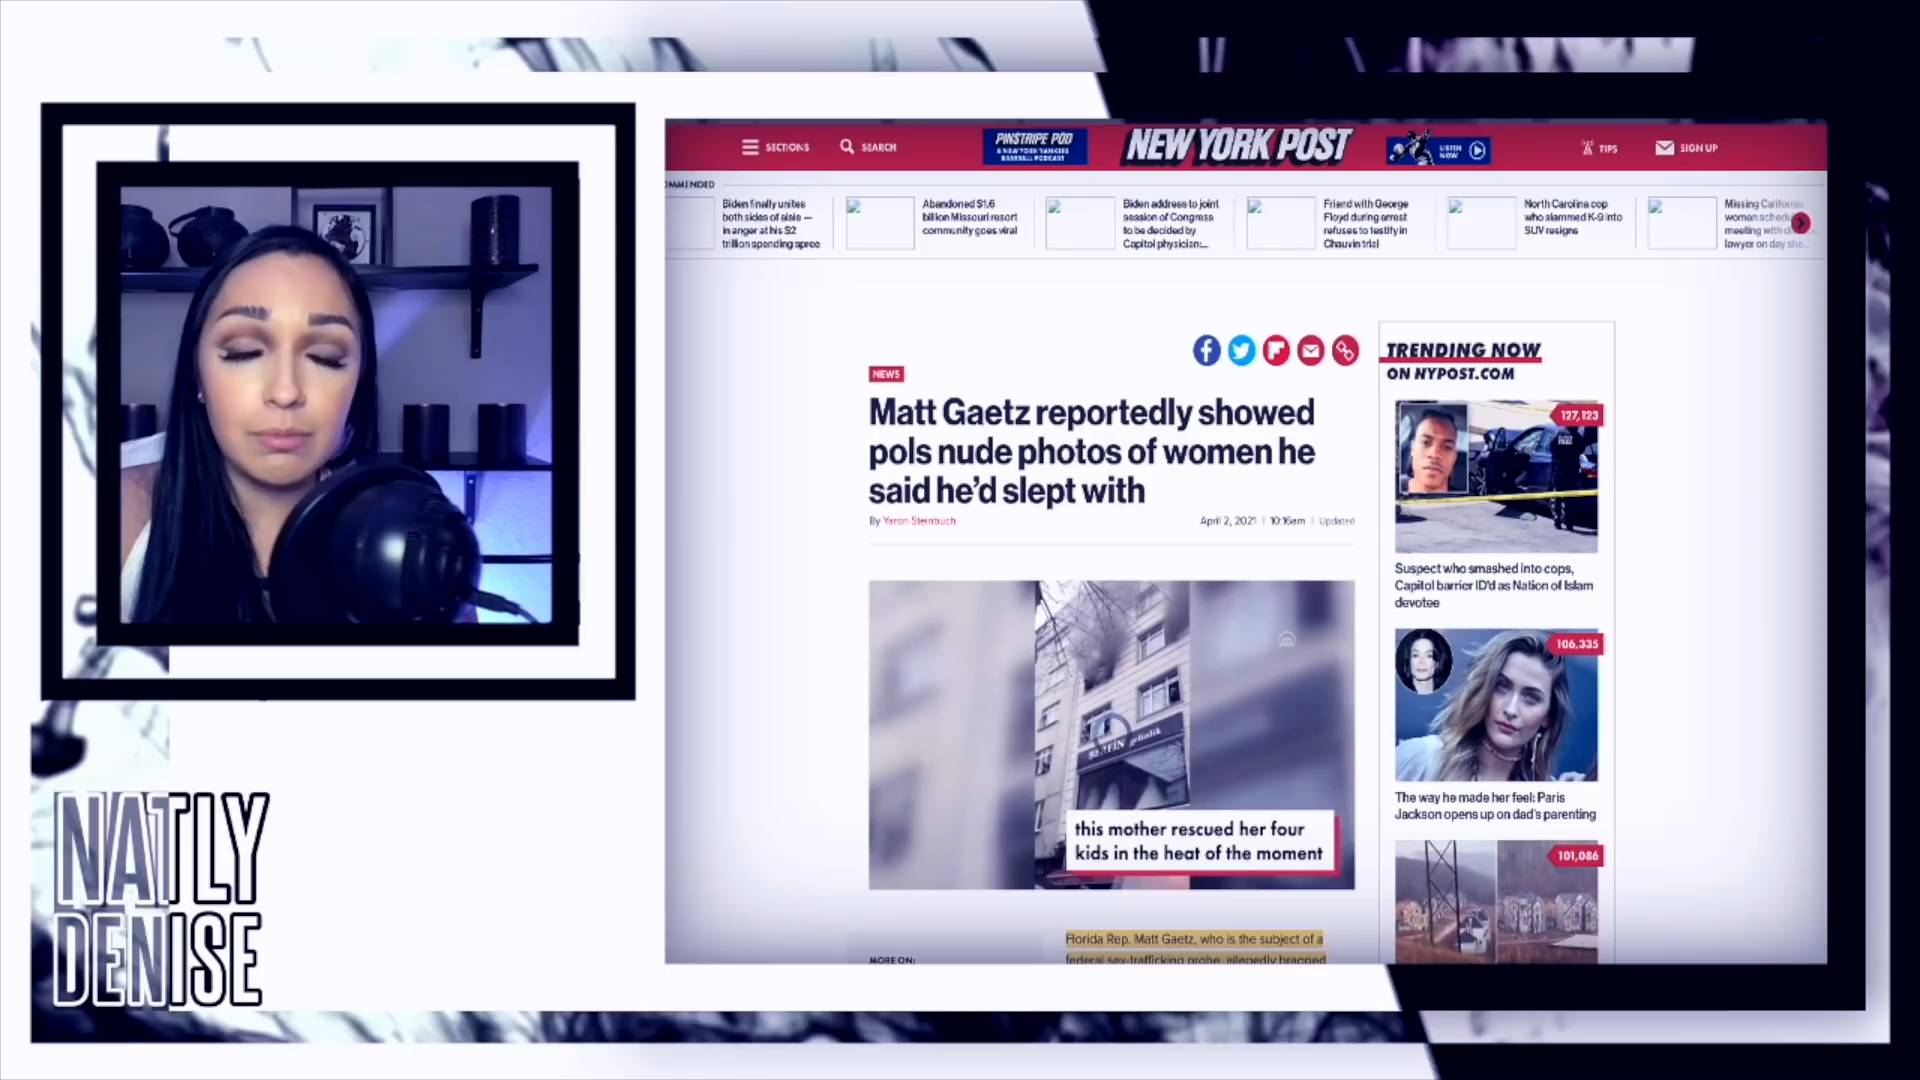 SECTIONS
SEARCH
PINSTRIPE POD
A NEW YORK YANKEES
BASEBALL PODCAST
NEW YORK POST
LISTEN
NOW
TIPS
SIGN UP
OMMENDED
Biden finally unites
both sides of aisle —
in anger at his $2
trillion spending spree
Abandoned $1.6
billion Missouri resort
community goes viral
Biden address to joint
session of Congress
to be decided by
Capitol physician:...
Friend with George
Floyd during arrest
refuses to testify in
Chauvin trial
North Carolina cop
who slammed K-9 into
SUV resigns
Missing California
woman schedu
meeting with d
lawyer on day she...
NEWS
Matt Gaetz reportedly showed
pols nude photos of women he
said he'd slept with
By Yaron Steinbuch
April 2, 2021 | 10:16am | Updated
BERFİN gelinlik
this mother rescued her four
kids in the heat of the moment
MORE ON:
Florida Rep. Matt Gaetz, who is the subject of a
federal sex-trafficking probe, allegedly bragged
TRENDING NOW
ON NYPOST.COM
127,123
Suspect who smashed into cops,
Capitol barrier ID'd as Nation of Islam
devotee
106,335
The way he made her feel: Paris
Jackson opens up on dad's parenting
101,086
NATLY
DENISE